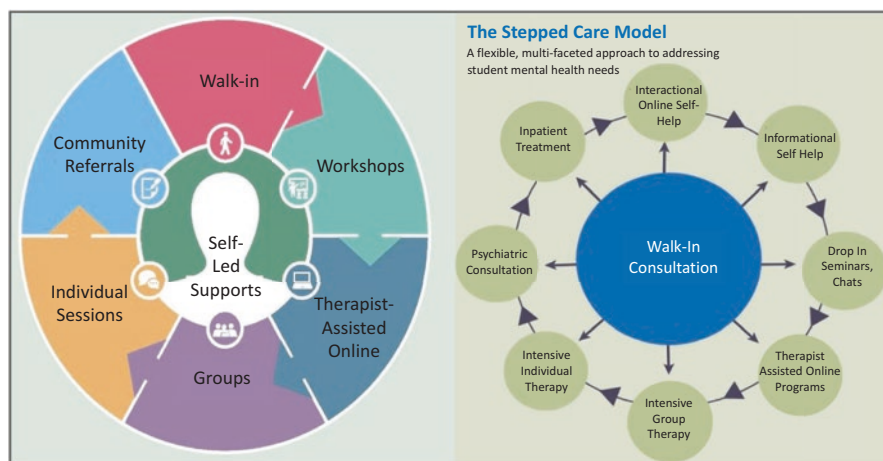 Walk-in
Community
Referrals
Workshops
Self-
Led
Supports
Individual
Sessions
Therapist-
Assisted
Online
Groups
The Stepped Care Model
A flexible, multi-faceted approach to addressing
student mental health needs
Interactional
Online Self-
Help
Inpatient
Treatment
Informational
Self Help
Psychiatric
Consultation
Walk-In
Consultation
Drop In
Seminars,
Chats
Intensive
Individual
Therapy
Therapist
Assisted Online
Programs
Intensive
Group
Therapy